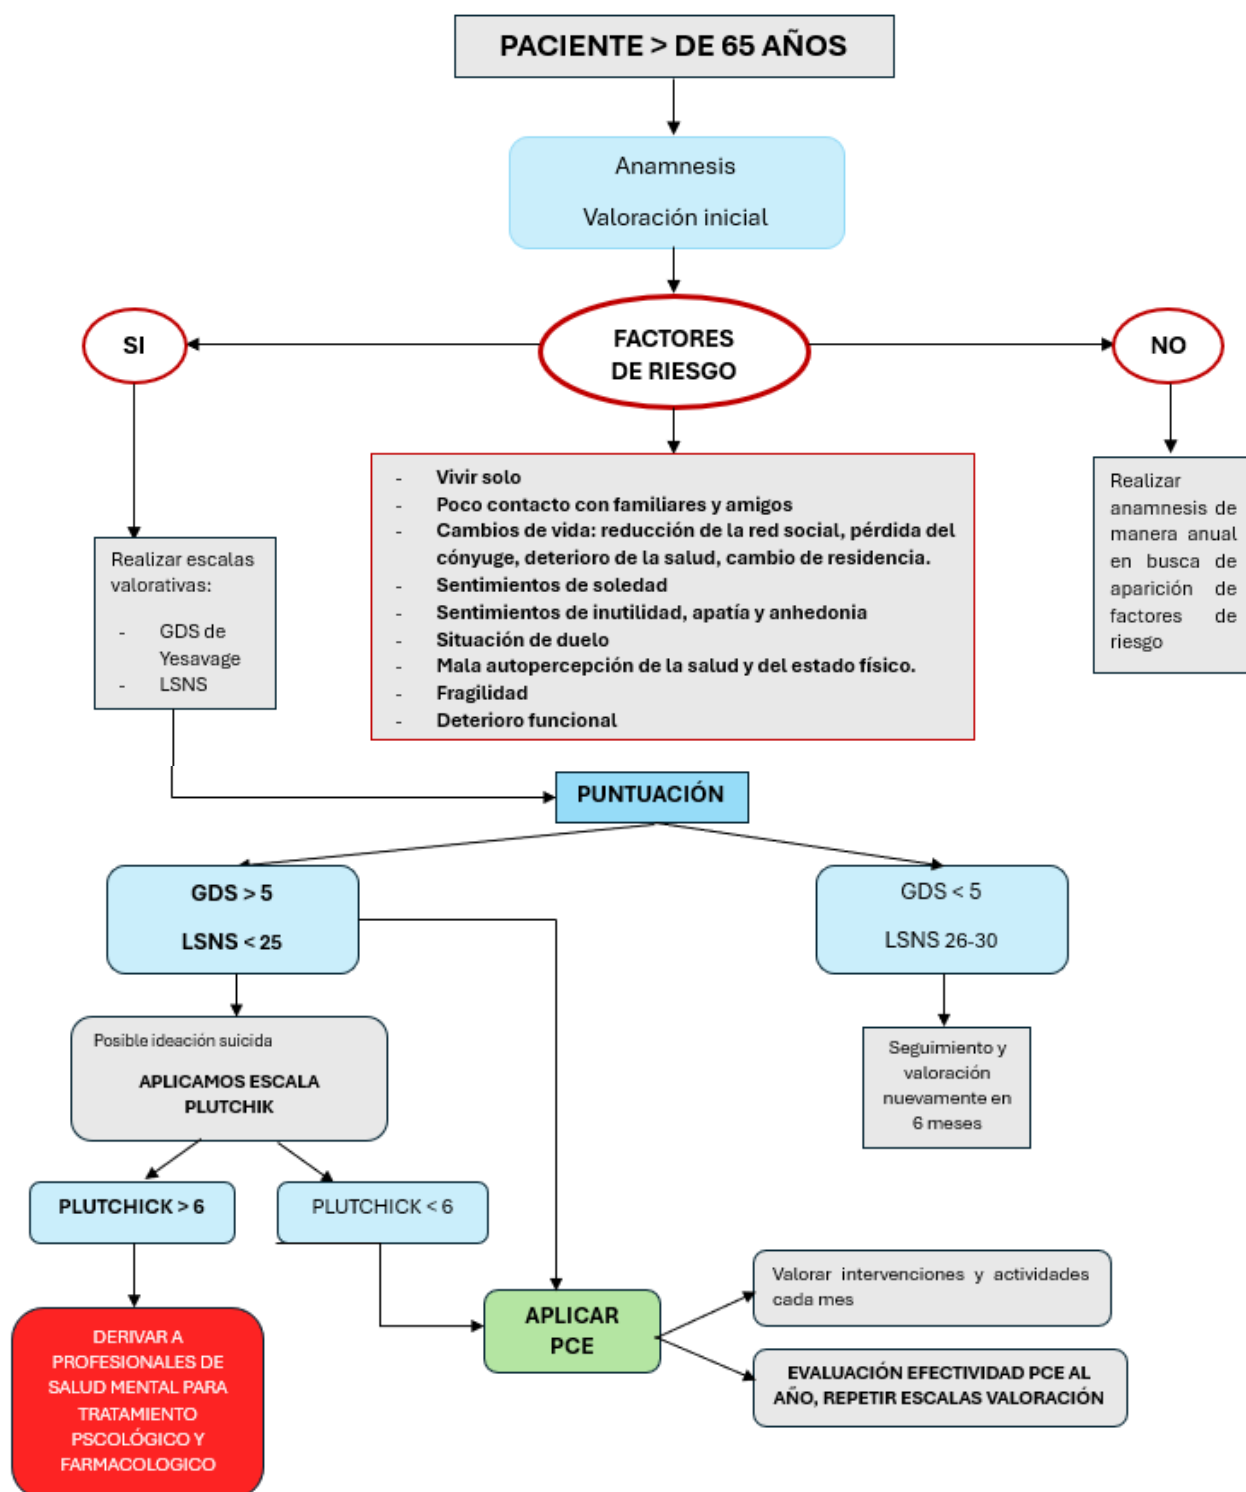 PACIENTE > DE 65 AÑOS
Anamnesis
Valoración inicial
SI
FACTORES
DE RIESGO
NO
- Vivir solo
- Poco contacto con familiares y amigos
- Cambios de vida: reducción de la red social, pérdida del
cónyuge, deterioro de la salud, cambio de residencia.
- Sentimientos de soledad
- Sentimientos de inutilidad, apatía y anhedonia
- Situación de duelo
- Mala autopercepción de la salud y del estado físico.
- Fragilidad
- Deterioro funcional
Realizar
anamnesis de
manera anual
en busca de
aparición de
factores de
riesgo
Realizar escalas
valorativas:
- GDS de
Yesavage
- LSNS
PUNTUACIÓN
GDS > 5
LSNS < 25
GDS < 5
LSNS 26-30
Posible ideación suicida
APLICAMOS ESCALA
PLUTCHIK
Seguimiento y
valoración
nuevamente en
6 meses
PLUTCHICK > 6
PLUTCHICK < 6
APLICAR
PCE
Valorar intervenciones y actividades
cada mes
EVALUACIÓN EFECTIVIDAD PCE AL
AÑO, REPETIR ESCALAS VALORACIÓN
DERIVAR A
PROFESIONALES DE
SALUD MENTAL PARA
TRATAMIENTO
PSCOLÓGICO Y
FARMACOLOGICO